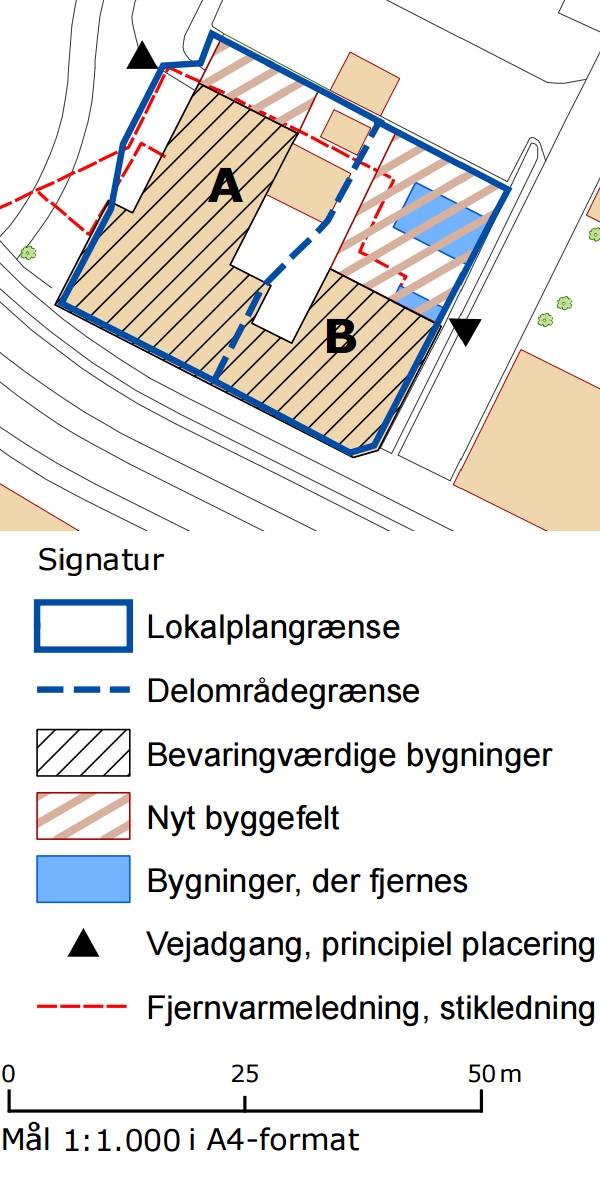 A
B
Signatur
Lokalplangrænse
Delområdegrænse
Bevaringværdige bygninger
Nyt byggefelt
Bygninger, der fjernes
Vejadgang, principiel placering
Fjernvarmeledning, stikledning
0 25 50 m
Mål 1:1.000 i A4-format